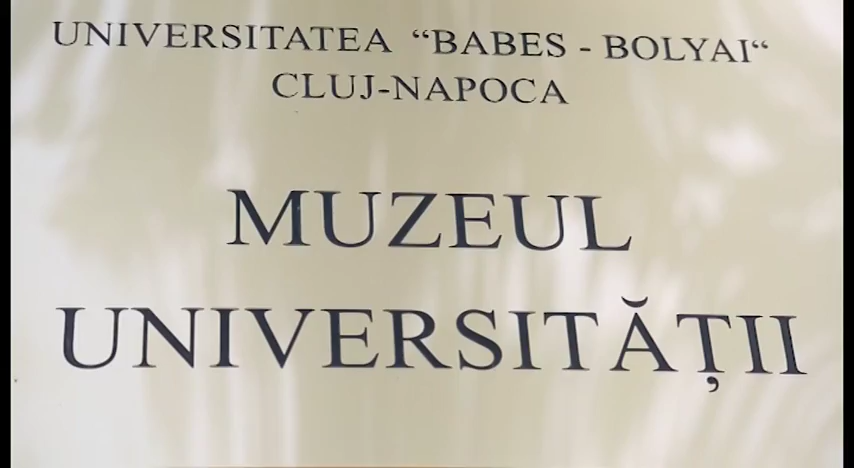 UNIVERSITATEA “BABES - BOLYAI“
CLUJ-NAPOCA
MUZEUL
UNIVERSITĂȚII